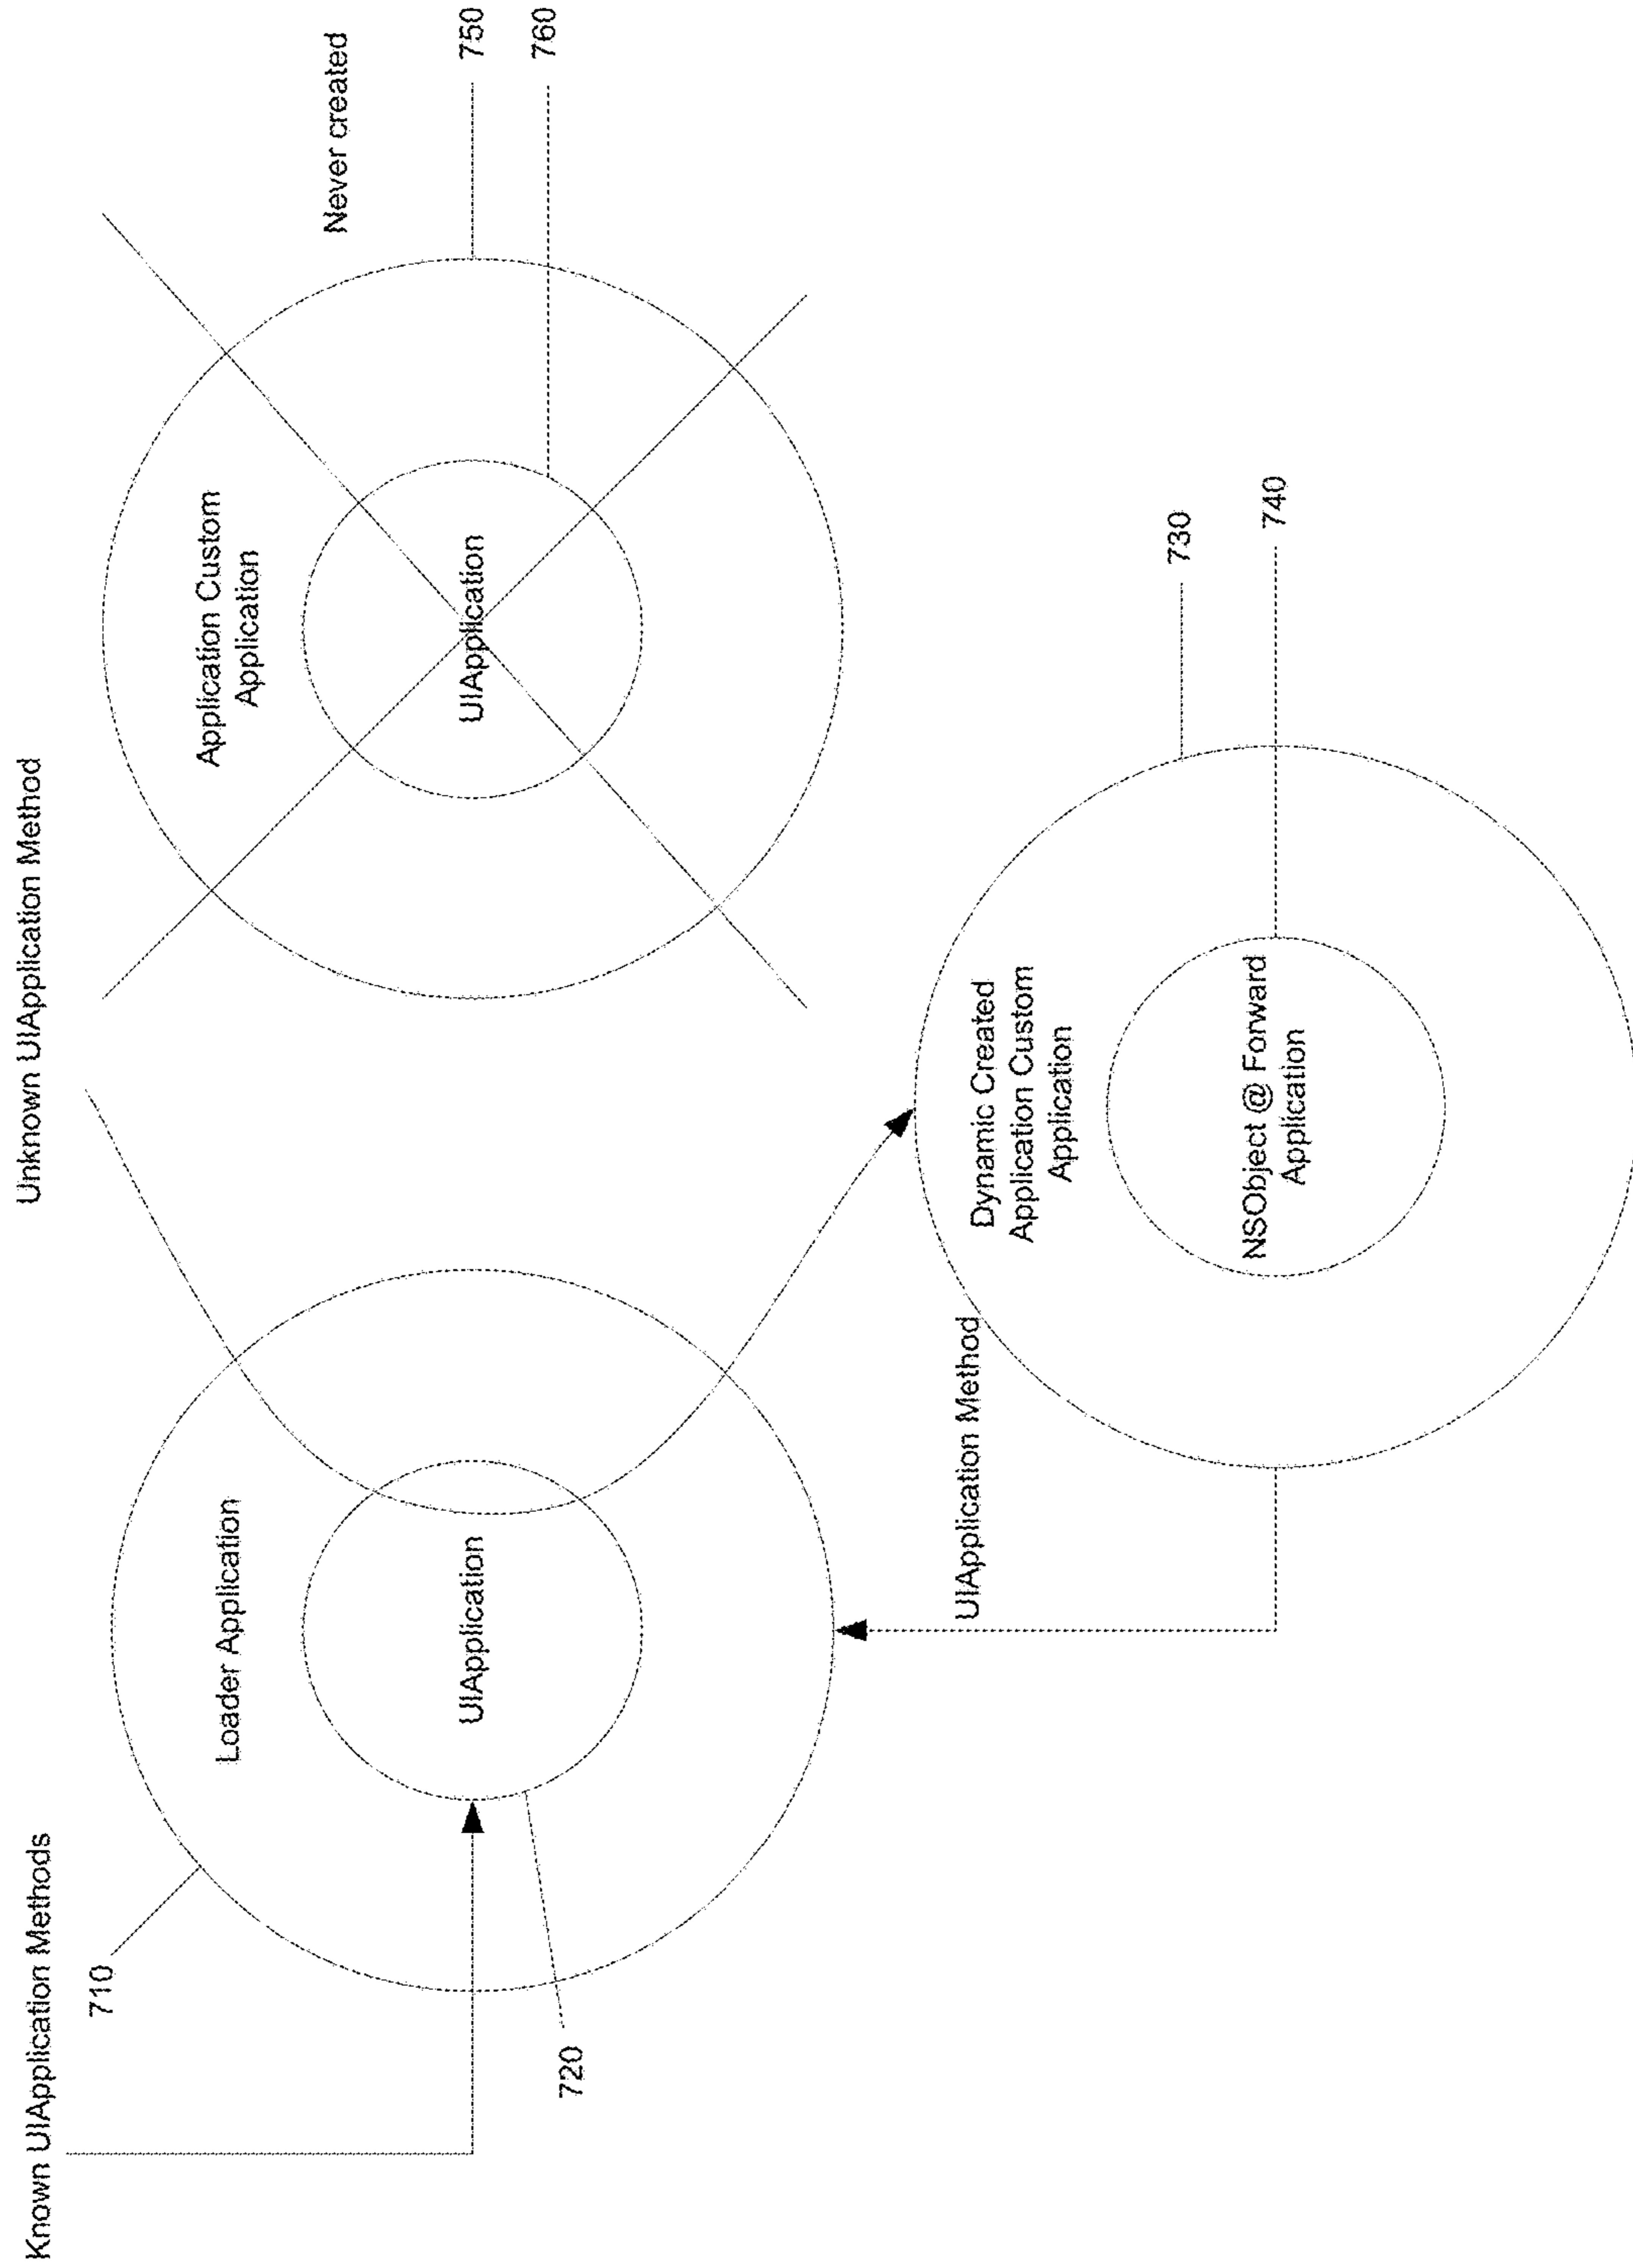 Known UIApplication Methods
Unknown UIApplication Method
710
Loader Application
UIApplication
720
Application Custom
Application
UIApplication
Never created
750
760
UIApplication Method
Dynamic Created
Application Custom
Application
NSObject @ Forward
Application
730
740